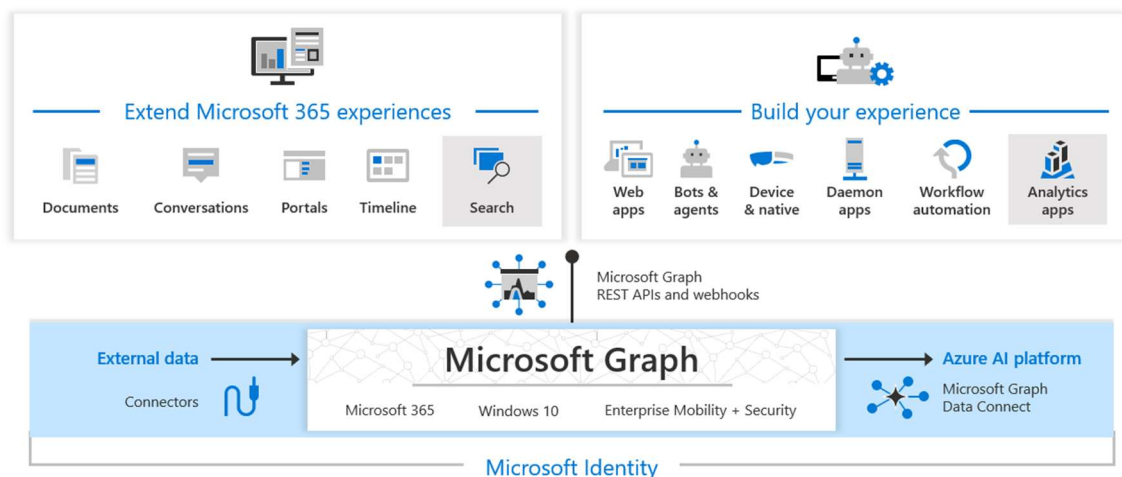 Extend Microsoft 365 experiences
Documents
Conversations
Portals
Timeline
Search
Build your experience
Web
apps
Bots &
agents
Device
& native
Daemon
apps
Workflow
automation
Analytics
apps
Microsoft Graph
REST APIs and webhooks
External data
Connectors
Microsoft Graph
Microsoft 365
Windows 10
Enterprise Mobility + Security
Azure AI platform
Microsoft Graph
Data Connect
Microsoft Identity